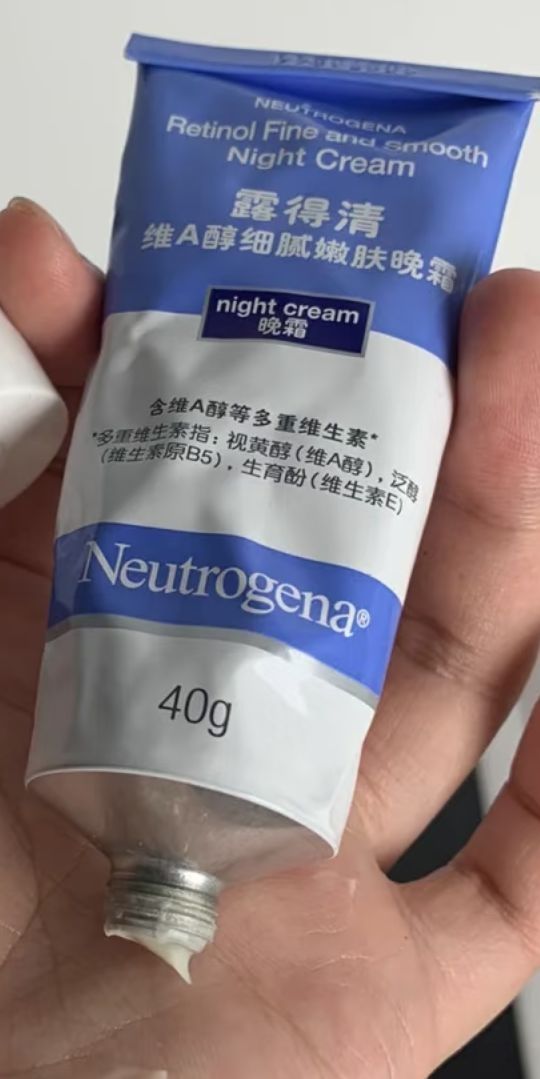 NEUTROGENA
Retinol Fine and smooth
Night Cream
露得清
维A醇细腻嫩肤晚霜
night cream
晚霜
含维A醇等多重维生素*
*多重维生素指：视黄醇（维A醇），泛醇
（维生素原B5），生育酚（维生素E）
Neutrogena®
40g